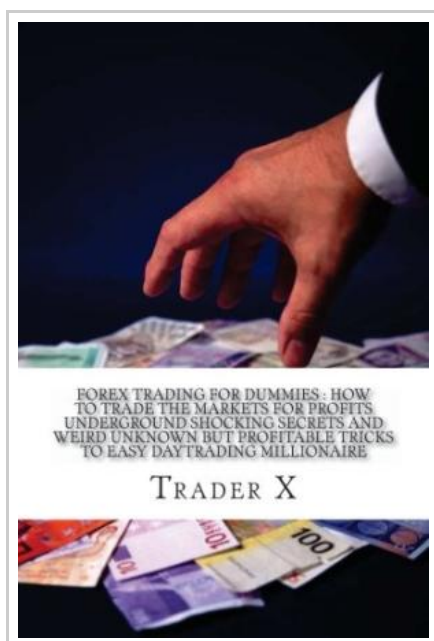 FOREX TRADING FOR DUMMIES : HOW
TO TRADE THE MARKETS FOR PROFITS
UNDERGROUND SHOCKING SECRETS AND
WEIRD UNKNOWN BUT PROFITABLE TRICKS
TO EASY DAYTRADING MILLIONAIRE
TRADER X
10
100